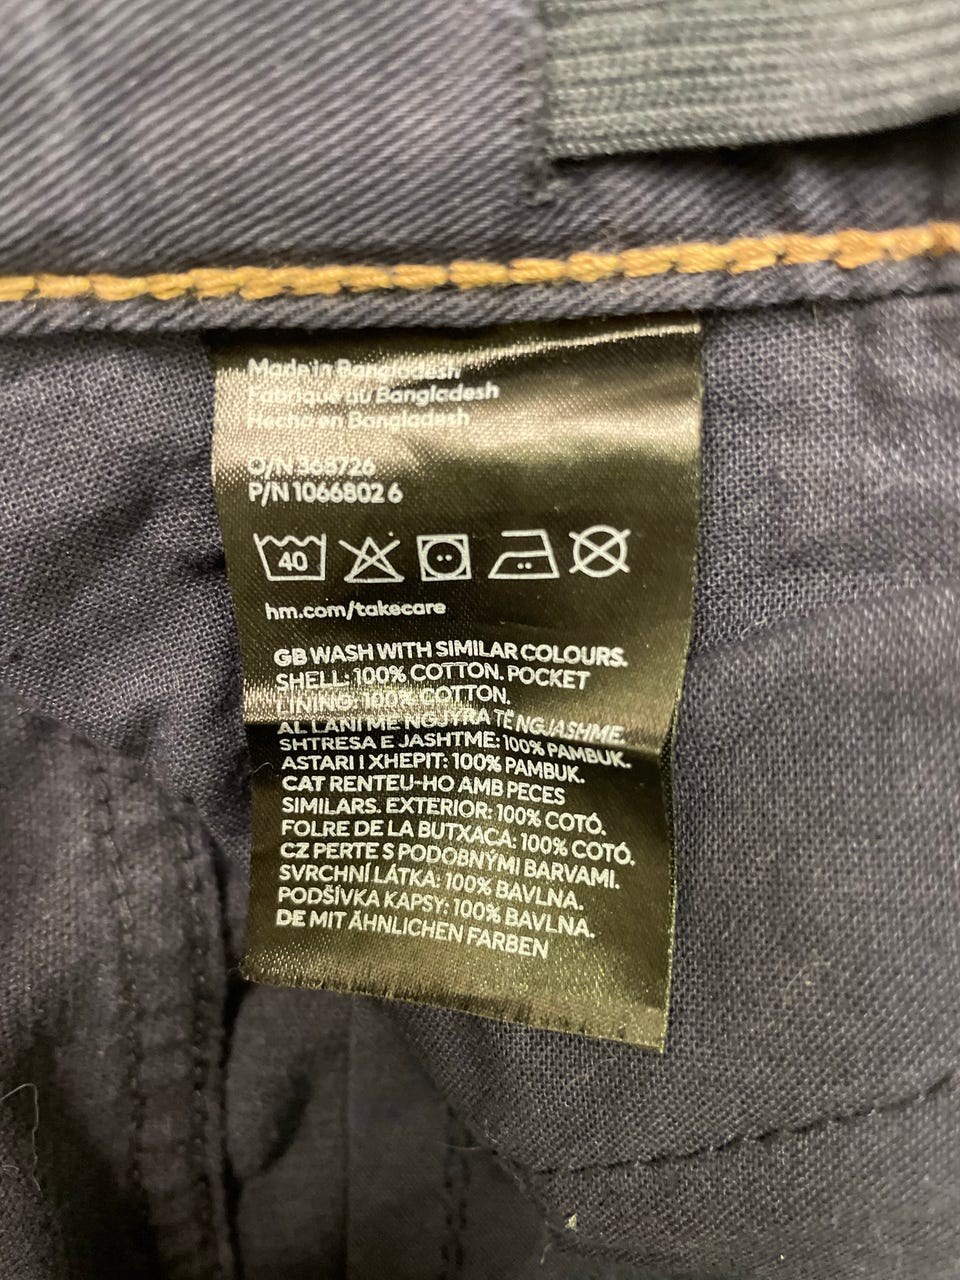 Made in Bangladesh
Fabriqué au Bangladesh
Hecho en Bangladesh
O/N 368726
P/N 1066802 6
40
hm.com/takecare
GB WASH WITH SIMILAR COLOURS.
SHELL: 100% COTTON. POCKET
LINING: 100% COTTON.
AL LANI ME NGJYRA TË NGJASHME.
SHTRESA E JASHTME: 100% PAMBUK.
ASTARI I XHEPIT: 100% PAMBUK.
CAT RENTEU-HO AMB PECES
SIMILARS. EXTERIOR: 100% COTÓ.
FOLRE DE LA BUTXACA: 100% COTÓ.
CZ PERTE S PODOBNÝMI BARVAMI.
SVRCHNÍ LÁTKA: 100% BAVLNA.
PODŠÍVKA KAPSY: 100% BAVLNA.
DE MIT ÄHNLICHEN FARBEN